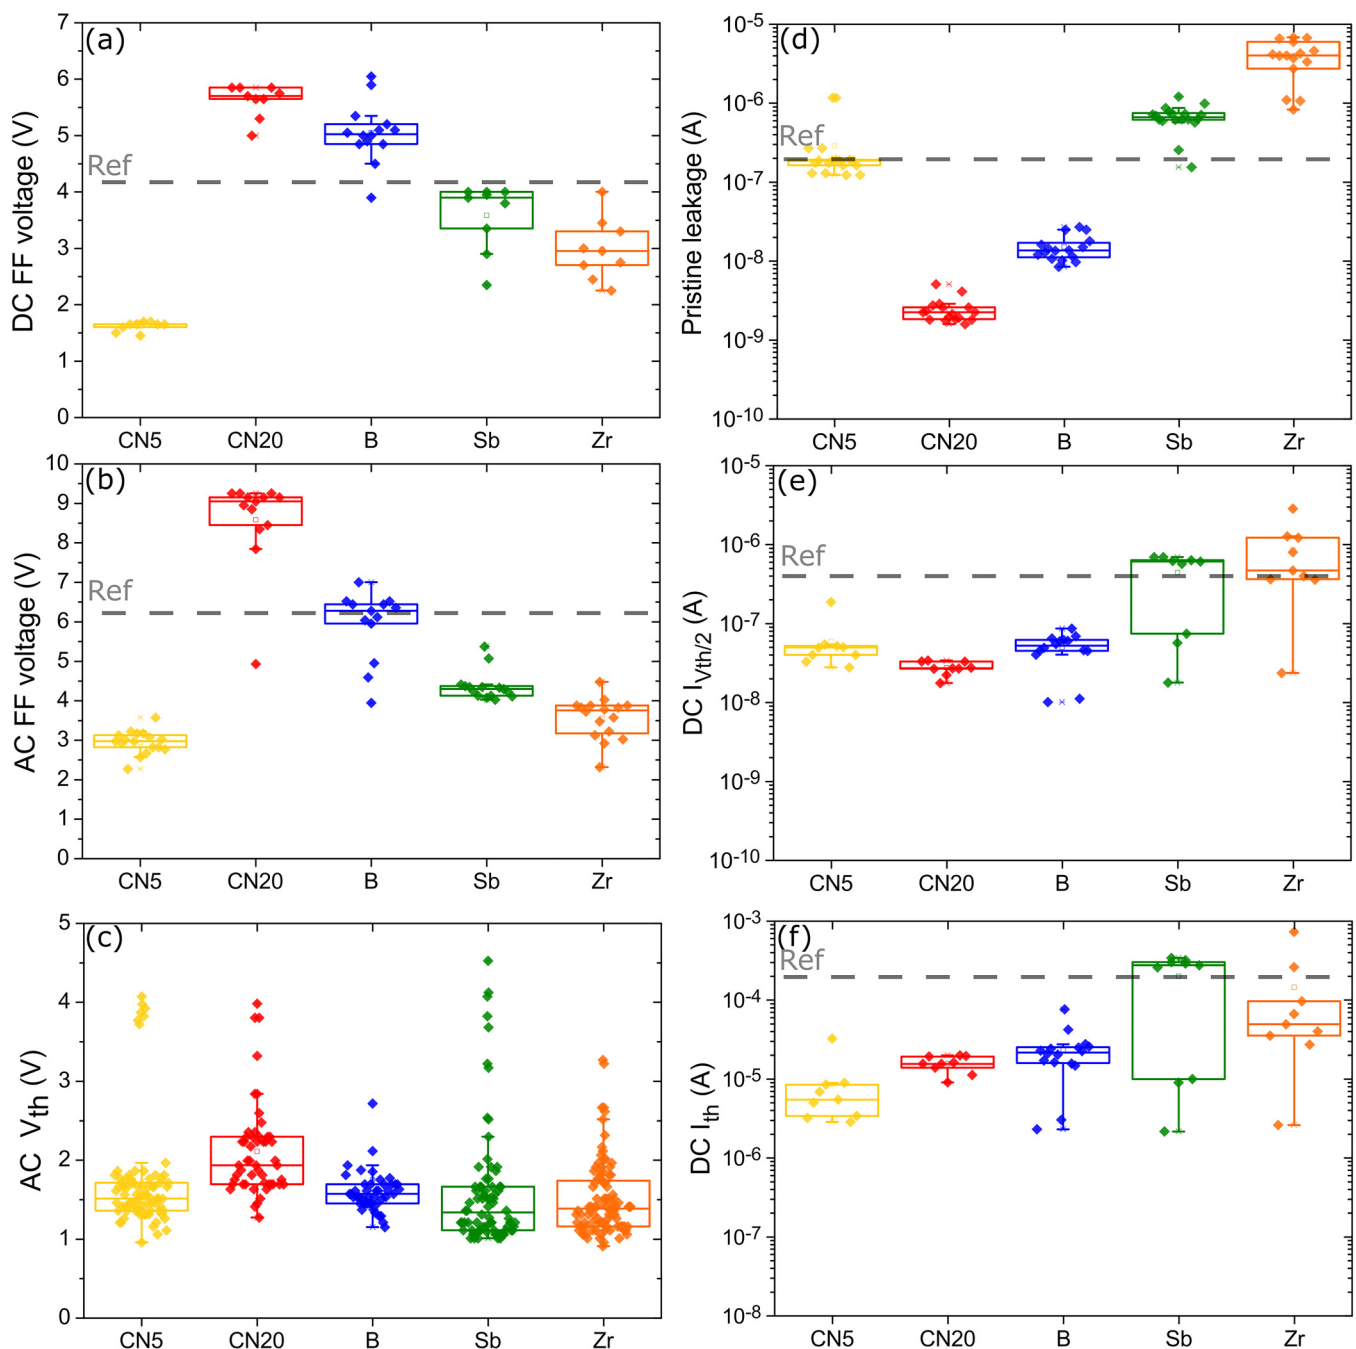 (a)
DC FF voltage (V)
7
6
5
4
3
2
1
0
Ref
CN5 CN20 B Sb Zr
(d)
Pristine leakage (A)
10-5
10-6
10-7
10-8
10-9
10-10
Ref
CN5 CN20 B Sb Zr
(b)
AC FF voltage (V)
10
9
8
7
6
5
4
3
2
1
0
Ref
CN5 CN20 B Sb Zr
(e)
DC IVth/2 (A)
10-5
10-6
10-7
10-8
10-9
10-10
Ref
CN5 CN20 B Sb Zr
(c)
AC Vth (V)
5
4
3
2
1
0
CN5 CN20 B Sb Zr
(f)
DC Ith (A)
10-3
10-4
10-5
10-6
10-7
10-8
Ref
CN5 CN20 B Sb Zr